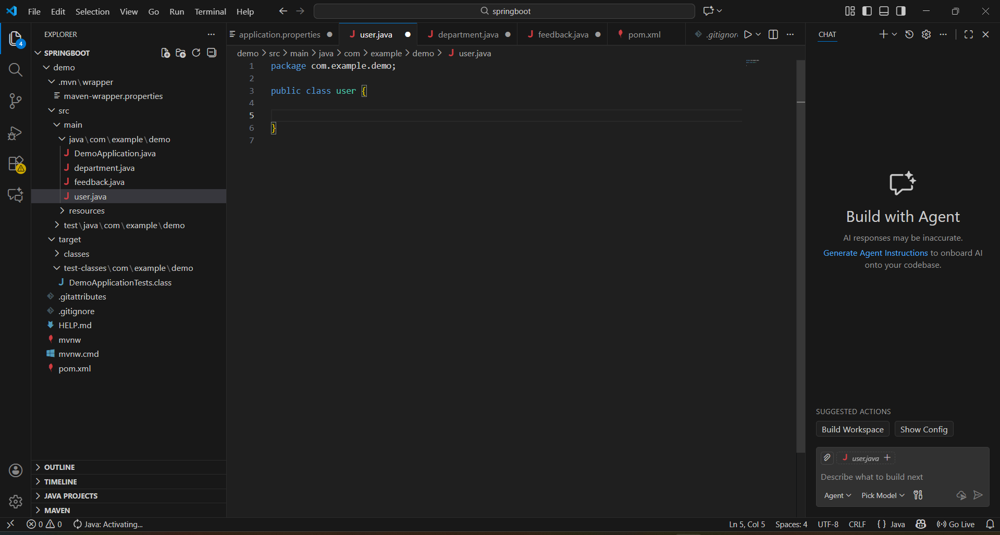 File Edit Selection View Go Run Terminal Help
springboot
EXPLORER
SPRINGBOOT
demo
.mvn\wrapper
maven-wrapper.properties
src
main
java\com\example\demo
DemoApplication.java
department.java
feedback.java
user.java
resources
test\java\com\example\demo
target
classes
test-classes\com\example\demo
DemoApplicationTests.class
.gitattributes
.gitignore
HELP.md
mvnw
mvnw.cmd
pom.xml
OUTLINE
TIMELINE
JAVA PROJECTS
MAVEN
4
application.properties user.java department.java feedback.java pom.xml .gitignor
demo > src > main > java > com > example > demo > user.java
1 package com.example.demo;
2
3 public class user {
4
5
6 }
7
CHAT
Build with Agent
AI responses may be inaccurate.
Generate Agent Instructions to onboard AI
onto your codebase.
SUGGESTED ACTIONS
Build Workspace Show Config
user.java
Describe what to build next
Agent Pick Model
0 0 Java: Activating...
Ln 5, Col 5 Spaces: 4 UTF-8 CRLF {} Java Go Live